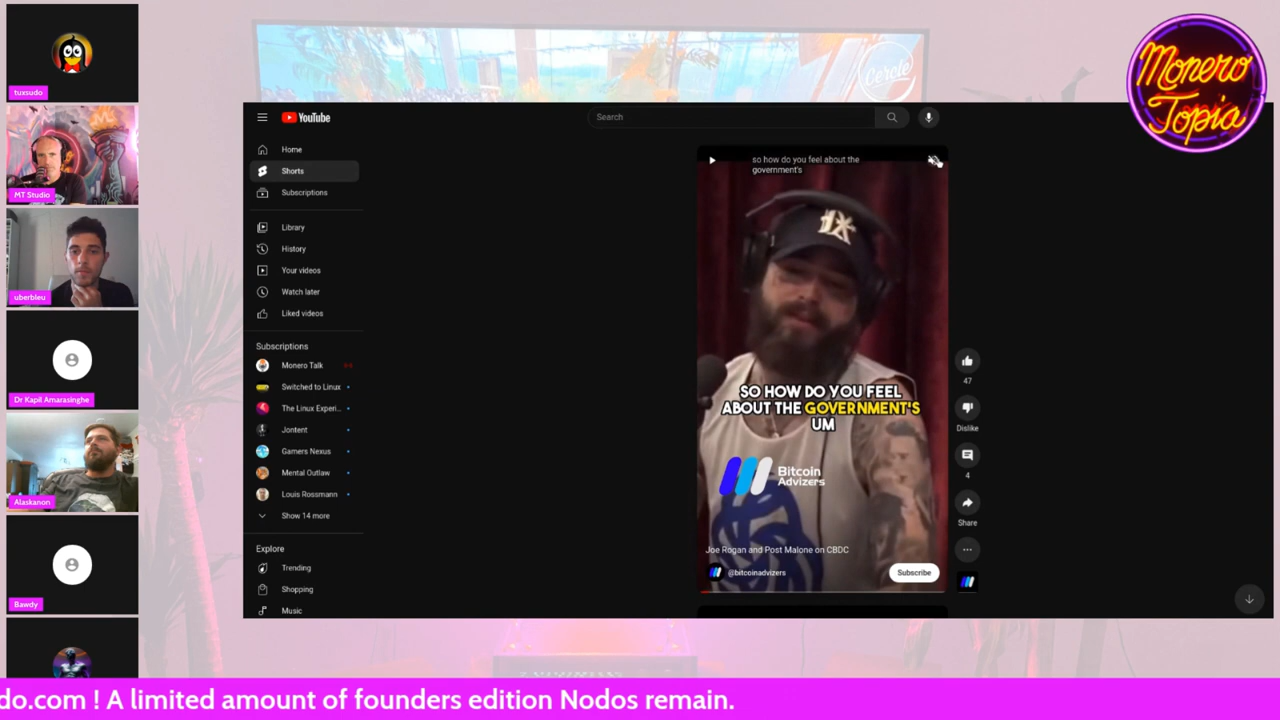 tuxsudo
MT Studio
uberbleu
Dr Kapil Amarasinghe
Alaskanon
Bawdy
Cercle
Monero
Topia
YouTube
Search
Home
Shorts
Subscriptions
Library
History
Your videos
Watch later
Liked videos
Subscriptions
Monero Talk
Switched to Linux
The Linux Experi...
Jontent
Gamers Nexus
Mental Outlaw
Louis Rossmann
Show 14 more
Explore
Trending
Shopping
Music
so how do you feel about the
government's
SO HOW DO YOU FEEL
ABOUT THE GOVERNMENT'S
UM
Bitcoin
Advizers
Joe Rogan and Post Malone on CBDC
@bitcoinadvizers
Subscribe
47
Dislike
4
Share
do.com ! A limited amount of founders edition Nodos remain.